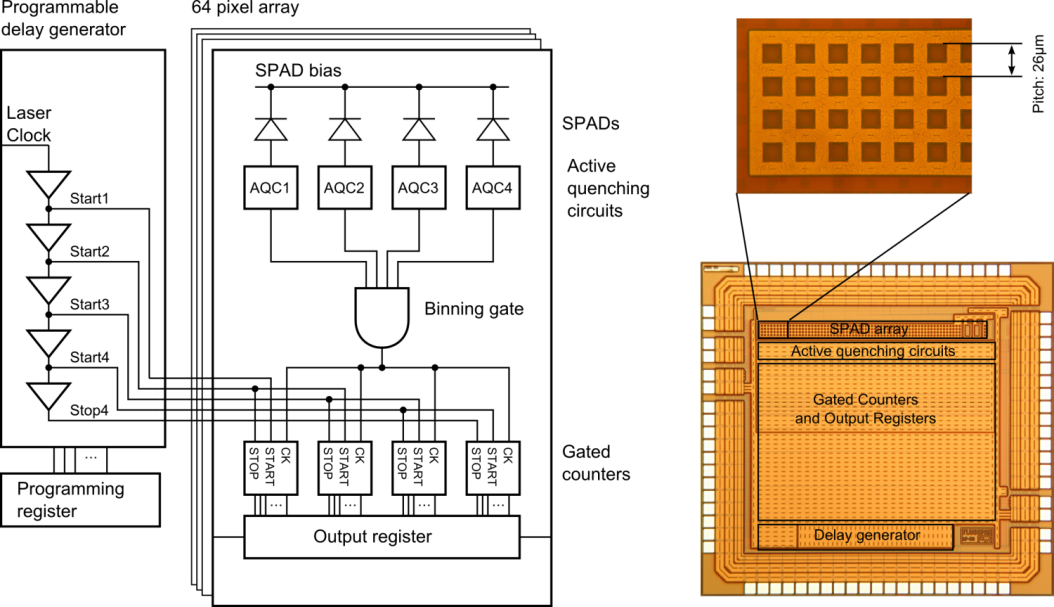 Programmable
delay generator
64 pixel array
Laser
Clock
Start1
Start2
Start3
Start4
Stop4
...
Programming
register
SPAD bias
SPADs
AQC1
AQC2
AQC3
AQC4
Active
quenching
circuits
Binning gate
STOP
START
CK
STOP
START
CK
STOP
START
CK
STOP
START
CK
Gated
counters
...
...
...
...
Output register
Pitch: 26μm
SPAD array
Active quenching circuits
Gated Counters
and Output Registers
Delay generator